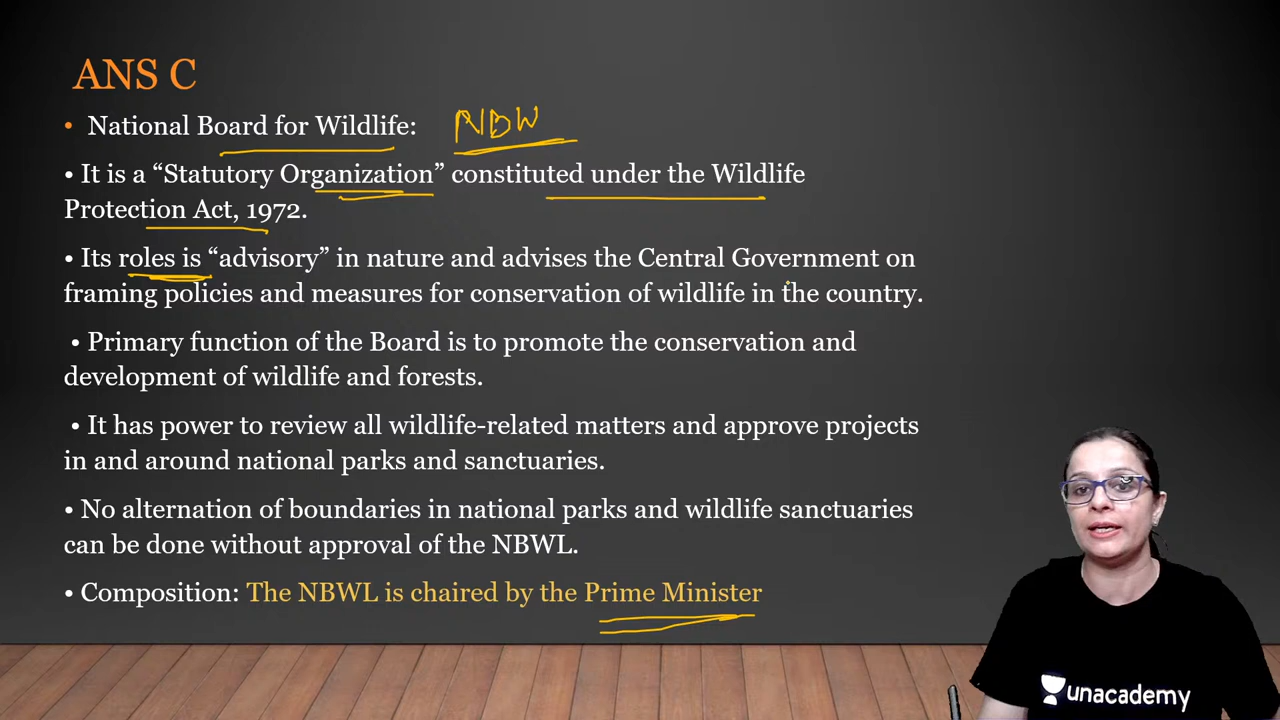 ANS C
• National Board for Wildlife: NBW
• It is a “Statutory Organization” constituted under the Wildlife
Protection Act, 1972.
• Its roles is “advisory” in nature and advises the Central Government on
framing policies and measures for conservation of wildlife in the country.
• Primary function of the Board is to promote the conservation and
development of wildlife and forests.
• It has power to review all wildlife-related matters and approve projects
in and around national parks and sanctuaries.
• No alternation of boundaries in national parks and wildlife sanctuaries
can be done without approval of the NBWL.
• Composition: The NBWL is chaired by the Prime Minister
unacademy